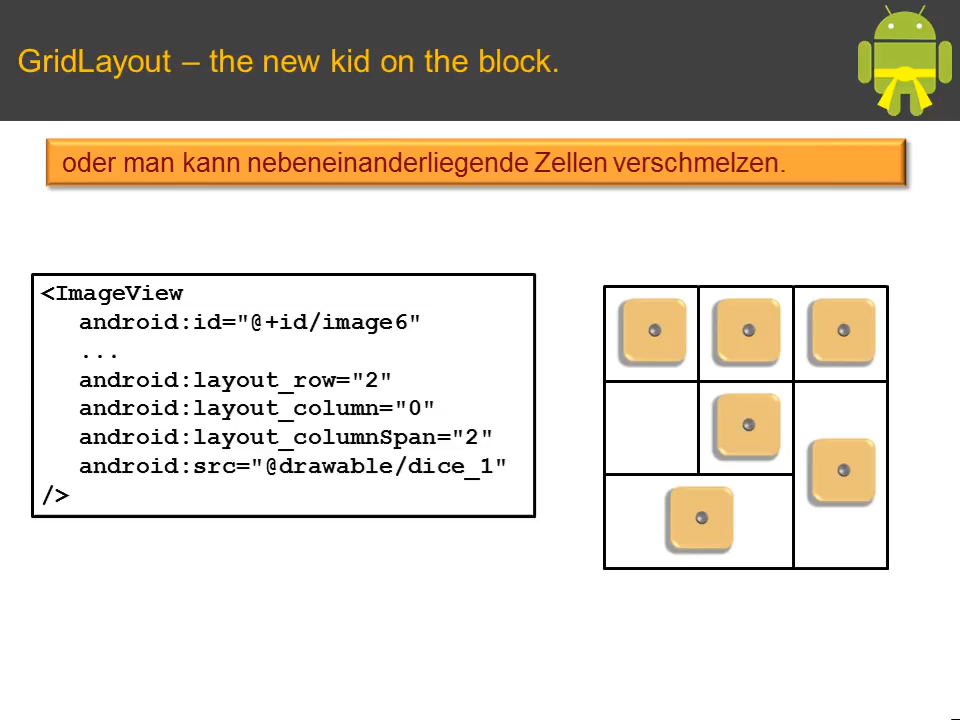 GridLayout – the new kid on the block.
oder man kann nebeneinanderliegende Zellen verschmelzen.
<ImageView
android:id="@+id/image6"
...
android:layout_row="2"
android:layout_column="0"
android:layout_columnSpan="2"
android:src="@drawable/dice_1"
/>